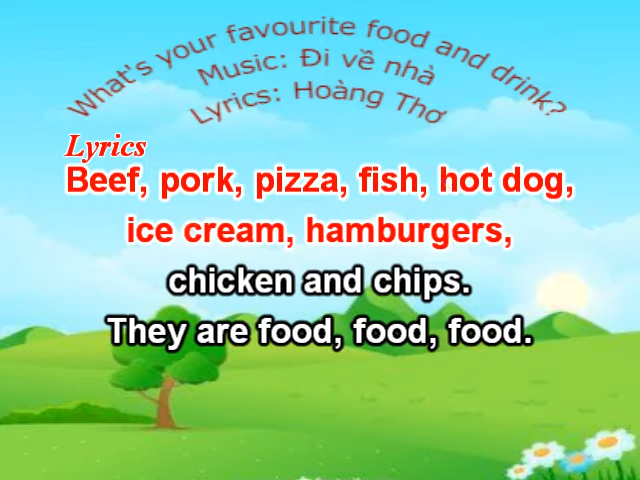 What's your favourite food and drink?
Music: Đi về nhà
Lyrics: Hoàng Thơ
Lyrics
Beef, pork, pizza, fish, hot dog,
ice cream, hamburgers,
chicken and chips.
They are food, food, food.